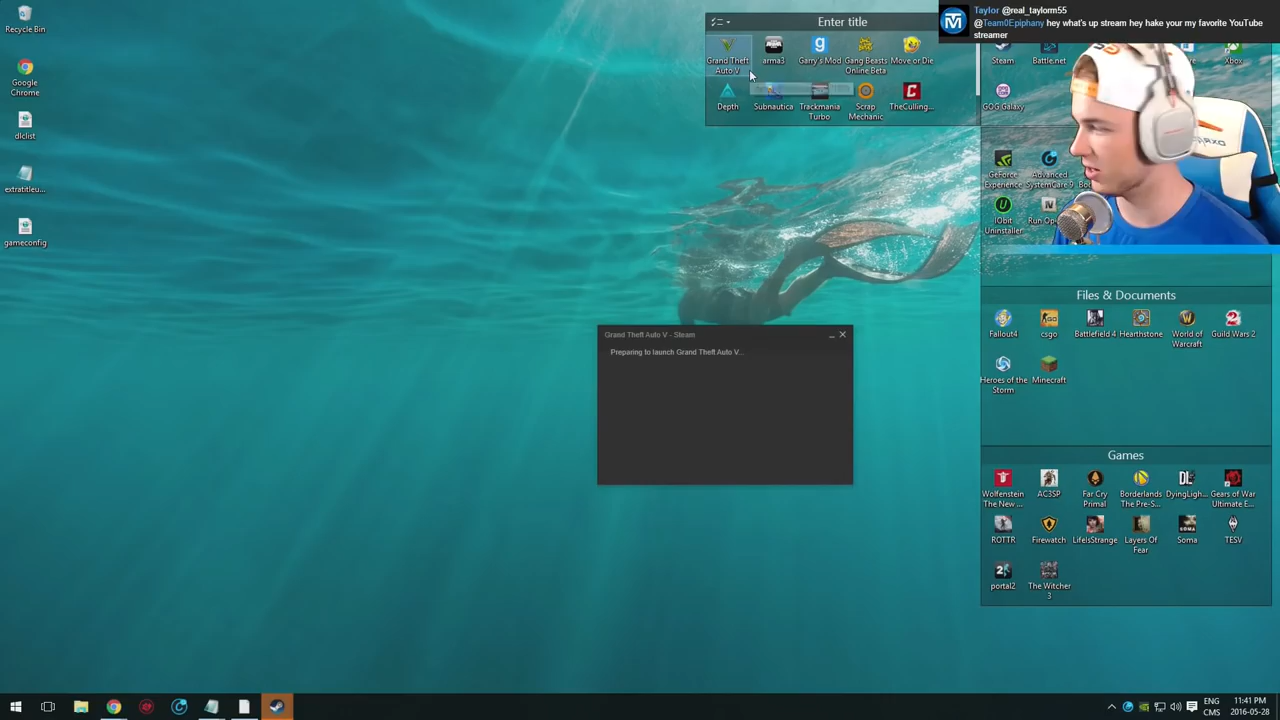 Recycle Bin
Google
Chrome
dlclist
extratitleu...
gameconfig
Enter title
Grand Theft
Auto V
arma3
Garry's Mod
Gang Beasts
Online Beta
Move or Die
Depth
Subnautica
Trackmania
Turbo
Scrap
Mechanic
TheCulling...
Taylor @real_taylorm55
@Team0Epiphany hey what's up stream hey hake your my favorite YouTube
streamer
Steam
Battle.net
Xbox
GOG Galaxy
GeForce
Experience
Advanced
SystemCare 9
IObit
Uninstaller
Files & Documents
Fallout4
csgo
Battlefield 4
Hearthstone
World of
Warcraft
Guild Wars 2
Heroes of the
Storm
Minecraft
Grand Theft Auto V - Steam
Preparing to launch Grand Theft Auto V...
Games
Wolfenstein
The New ...
AC3SP
Far Cry
Primal
Borderlands
The Pre-S...
DyingLigh...
Gears of War
Ultimate E...
ROTTR
Firewatch
LifeIsStrange
Layers Of
Fear
Soma
TESV
portal2
The Witcher
3
ENG
CMS
11:41 PM
2016-05-28